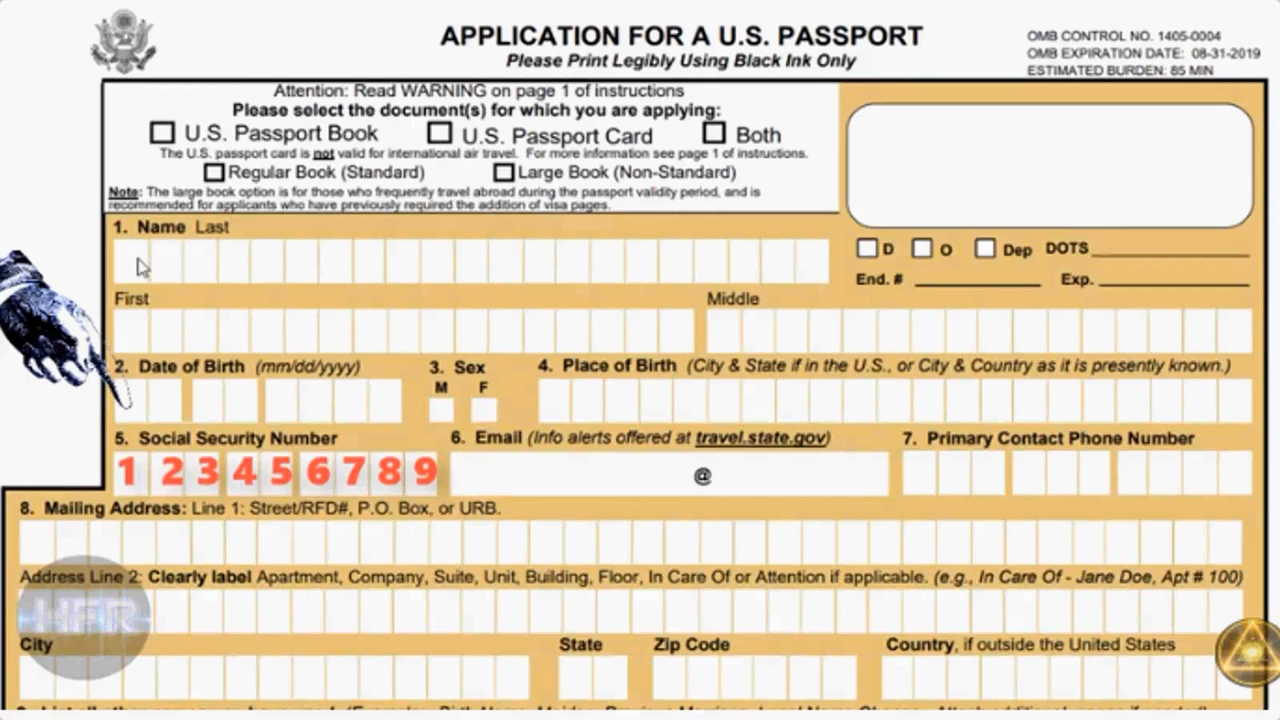 APPLICATION FOR A U.S. PASSPORT
Please Print Legibly Using Black Ink Only
OMB CONTROL NO. 1405-0004
OMB EXPIRATION DATE: 08-31-2019
ESTIMATED BURDEN: 85 MIN
Attention: Read WARNING on page 1 of instructions
Please select the document(s) for which you are applying:
U.S. Passport Book U.S. Passport Card Both
The U.S. passport card is not valid for international air travel. For more information see page 1 of instructions.
Regular Book (Standard) Large Book (Non-Standard)
Note: The large book option is for those who frequently travel abroad during the passport validity period, and is
recommended for applicants who have previously required the addition of visa pages.
1. Name Last
D O Dep DOTS
End. # Exp.
First Middle
2. Date of Birth (mm/dd/yyyy) 3. Sex 4. Place of Birth (City & State if in the U.S., or City & Country as it is presently known.)
M F
5. Social Security Number 6. Email (Info alerts offered at travel.state.gov) 7. Primary Contact Phone Number
1 2 3 4 5 6 7 8 9 @
8. Mailing Address: Line 1: Street/RFD#, P.O. Box, or URB.
Address Line 2: Clearly label Apartment, Company, Suite, Unit, Building, Floor, In Care Of or Attention if applicable. (e.g., In Care Of - Jane Doe, Apt # 100)
HFR
City State Zip Code Country, if outside the United States